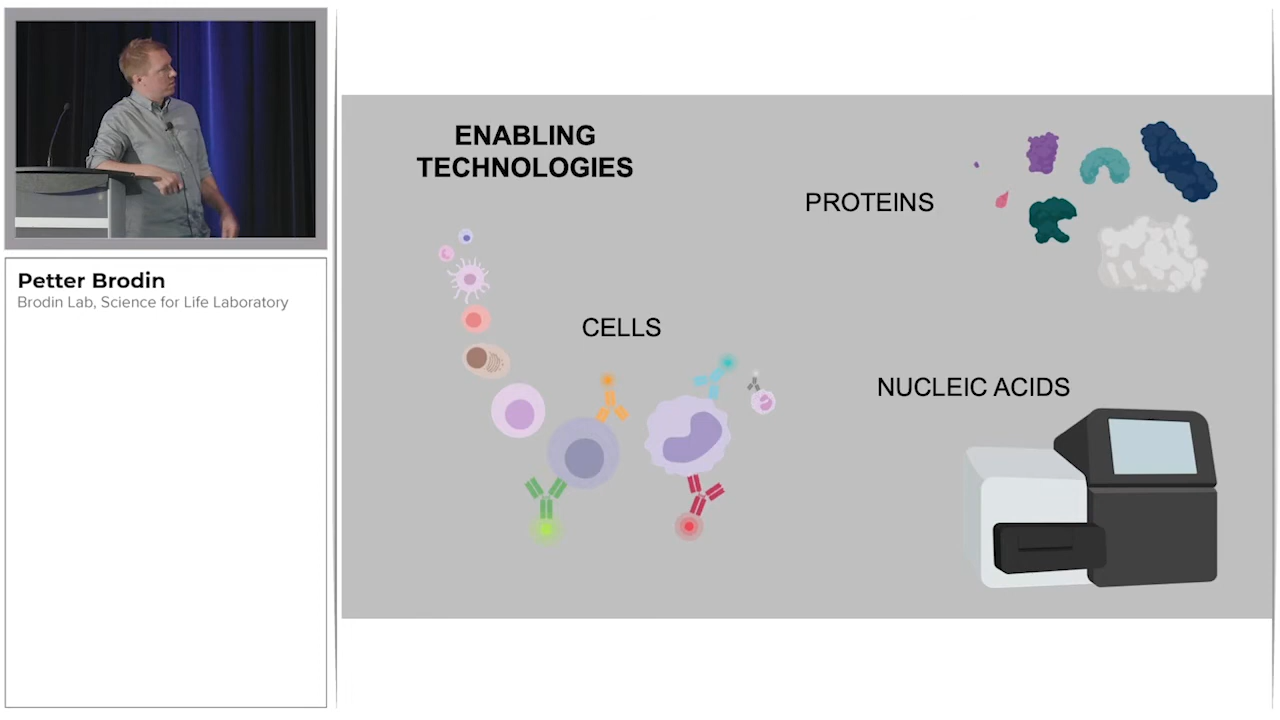 Petter Brodin
Brodin Lab, Science for Life Laboratory
ENABLING
TECHNOLOGIES
PROTEINS
CELLS
NUCLEIC ACIDS